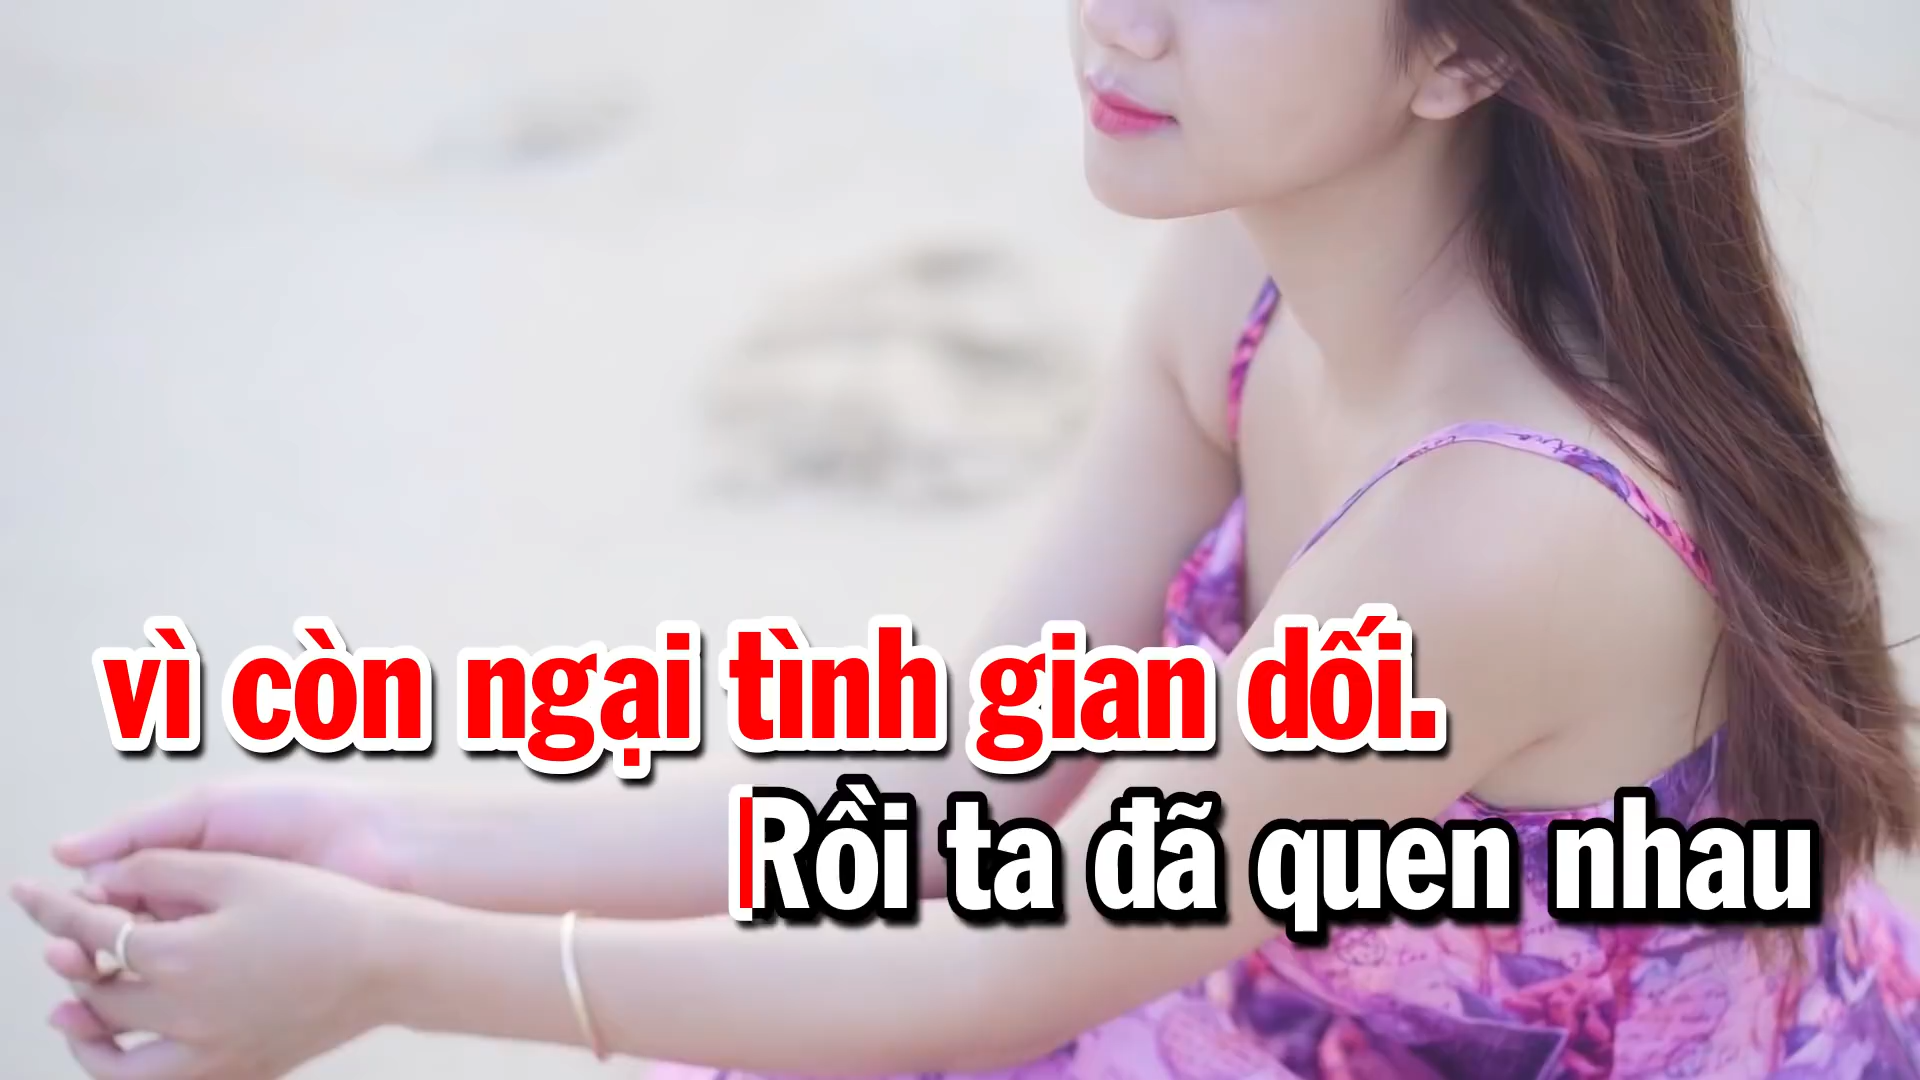 vì còn ngại tình gian dối.
Rồi ta đã quen nhau